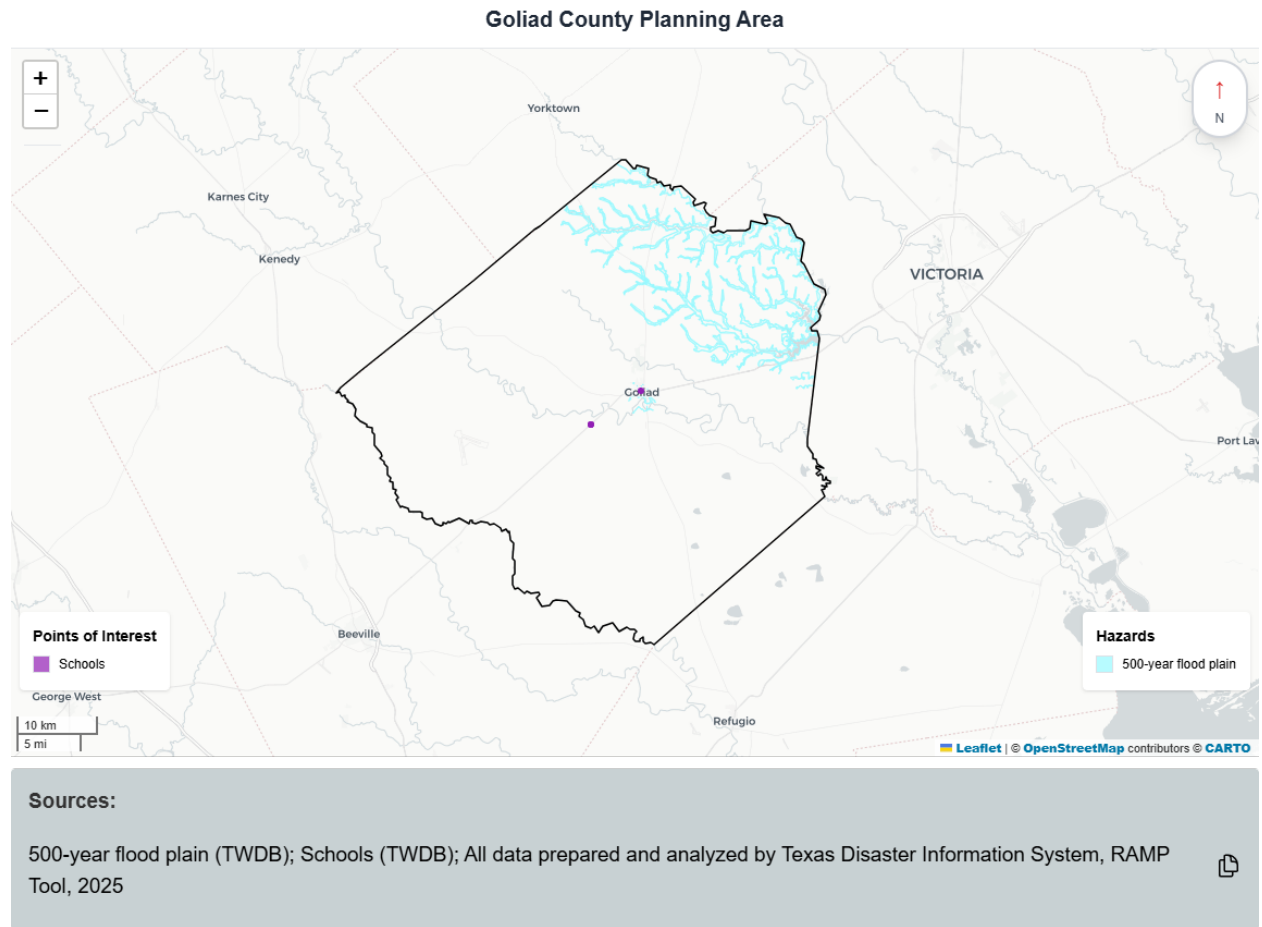 Goliad County Planning Area
+
−
↑
N
Yorktown
Karnes City
Kenedy
VICTORIA
Goliad
Port Lav
Beeville
George West
Refugio
Points of Interest
Schools
Hazards
500-year flood plain
10 km
5 mi
Leaflet | © OpenStreetMap contributors © CARTO
Sources:
500-year flood plain (TWDB); Schools (TWDB); All data prepared and analyzed by Texas Disaster Information System, RAMP
Tool, 2025